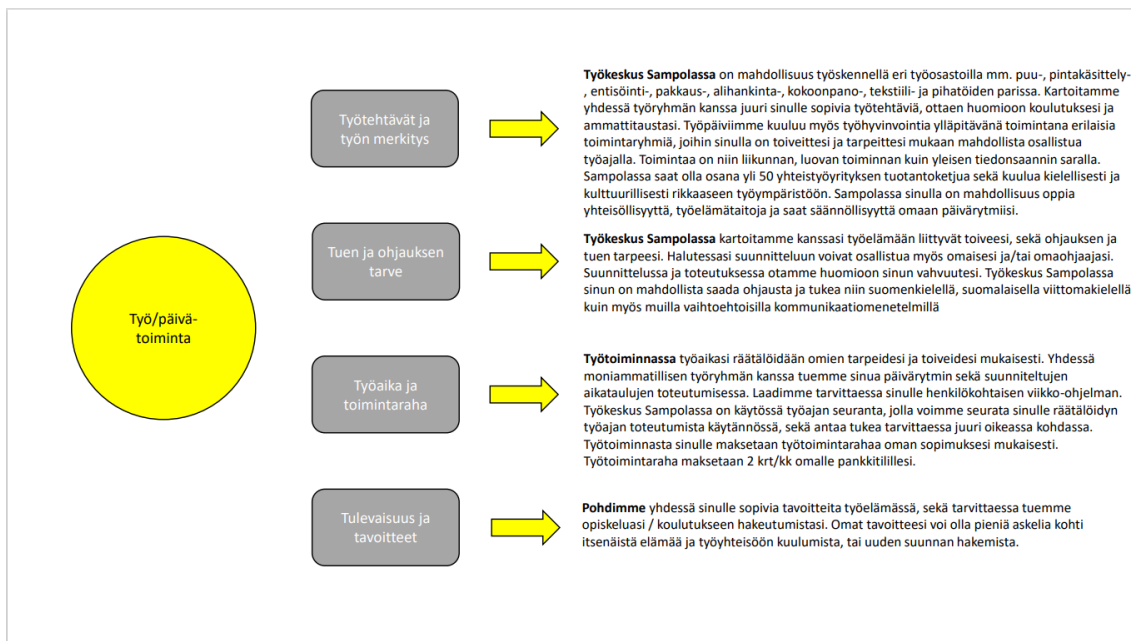 Työ/päivä-
toiminta
Työtehtävät ja
työn merkitys
Työkeskus Sampolassa on mahdollisuus työskennellä eri työosastoilla mm. puu-, pintakäsittely-
, entisöinti-, pakkaus-, alihankinta-, kokoonpano-, tekstiili- ja pihatöiden parissa. Kartoitamme
yhdessä työryhmän kanssa juuri sinulle sopivia työtehtäviä, ottaen huomioon koulutuksesi ja
ammattitaustasi. Työpäiviimme kuuluu myös työhyvinvointia ylläpitävänä toimintana erilaisia
toimintaryhmiä, joihin sinulla on toiveittesi ja tarpeittesi mukaan mahdollista osallistua
työajalla. Toimintaa on niin liikunnan, luovan toiminnan kuin yleisen tiedonsaannin saralla.
Sampolassa saat olla osana yli 50 yhteistyöyrityksen tuotantoketjua sekä kuulua kielellisesti ja
kulttuurillisesti rikkaaseen työympäristöön. Sampolassa sinulla on mahdollisuus oppia
yhteisöllisyyttä, työelämätaitoja ja saat säännöllisyyttä omaan päivärytmiisi.
Tuen ja ohjauksen
tarve
Työkeskus Sampolassa kartoitamme kanssasi työelämään liittyvät toiveesi, sekä ohjauksen ja
tuen tarpeesi. Halutessasi suunnitteluun voivat osallistua myös omaisesi ja/tai omaohjaajasi.
Suunnittelussa ja toteutuksessa otamme huomioon sinun vahvuutesi. Työkeskus Sampolassa
sinun on mahdollista saada ohjausta ja tukea niin suomenkielellä, suomalaisella viittomakielellä
kuin myös muilla vaihtoehtoisilla kommunikaatiomenetelmillä
Työaika ja
toimintaraha
Työtoiminnassa työaikasi räätälöidään omien tarpeidesi ja toiveidesi mukaisesti. Yhdessä
moniammatillisen työryhmän kanssa tuemme sinua päivärytmin sekä suunniteltujen
aikataulujen toteutumisessa. Laadimme tarvittaessa sinulle henkilökohtaisen viikko-ohjelman.
Työkeskus Sampolassa on käytössä työajan seuranta, jolla voimme seurata sinulle räätälöidyn
työajan toteutumista käytännössä, sekä antaa tukea tarvittaessa juuri oikeassa kohdassa.
Työtoiminnasta sinulle maksetaan työtoimintarahaa oman sopimuksesi mukaisesti.
Työtoimintaraha maksetaan 2 krt/kk omalle pankkitilillesi.
Tulevaisuus ja
tavoitteet
Pohdimme yhdessä sinulle sopivia tavoitteita työelämässä, sekä tarvittaessa tuemme
opiskeluasi / koulutukseen hakeutumistasi. Omat tavoitteesi voi olla pieniä askelia kohti
itsenäistä elämää ja työyhteisöön kuulumista, tai uuden suunnan hakemista.